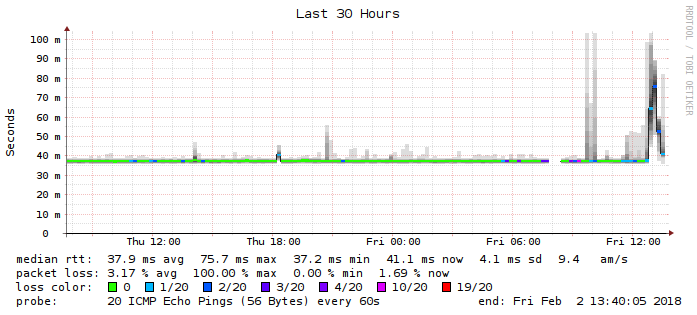 Last 30 Hours
RRDTOOL / TOBI OETIKER
Seconds
100 m
90 m
80 m
70 m
60 m
50 m
40 m
30 m
20 m
10 m
0
Thu 12:00 Thu 18:00 Fri 00:00 Fri 06:00 Fri 12:00
median rtt: 37.9 ms avg 75.7 ms max 37.2 ms min 41.1 ms now 4.1 ms sd 9.4 am/s
packet loss: 3.17 % avg 100.00 % max 0.00 % min 1.69 % now
loss color: 0 1/20 2/20 3/20 4/20 10/20 19/20
probe: 20 ICMP Echo Pings (56 Bytes) every 60s end: Fri Feb 2 13:40:05 2018